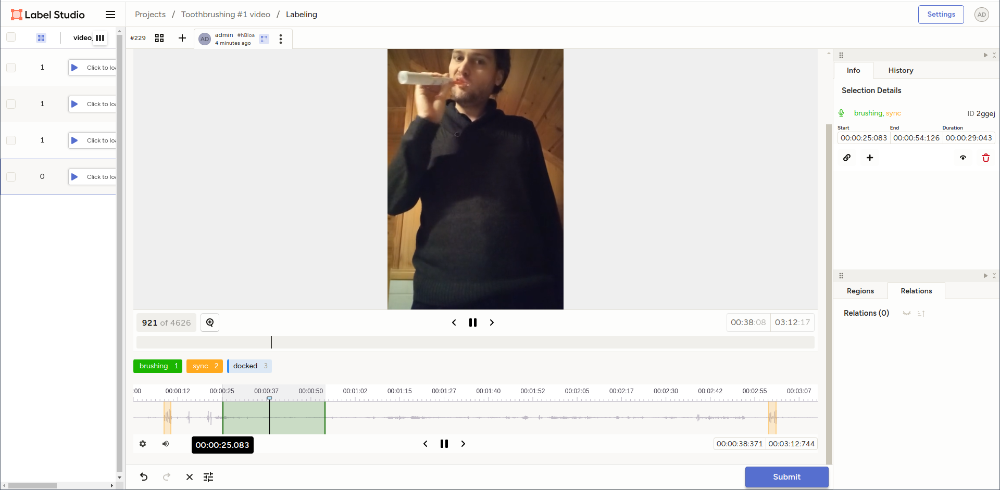 Label Studio
Projects / Toothbrushing #1 video / Labeling
Settings
AD
video_
#229
AD
admin #hBloa
4 minutes ago
1
Click to lo
1
Click to lo
1
Click to lo
0
Click to lo
Info
History
Selection Details
brushing, sync
ID 2ggej
Start End Duration
00:00:25:083 00:00:54:126 00:00:29:043
Regions
Relations
Relations (0)
921 of 4626
00:38:08 03:12:17
brushing 1
sync 2
docked 3
:00 00:00:12 00:00:25 00:00:37 00:00:50 00:01:02 00:01:15 00:01:27 00:01:40 00:01:52 00:02:05 00:02:17 00:02:30 00:02:42 00:02:55 00:03:07
00:00:25.083
00:00:38:371 00:03:12:744
Submit